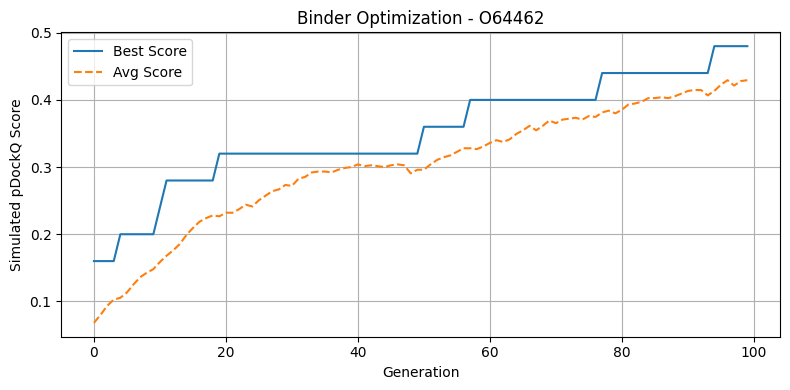 Binder Optimization - O64462
Best Score
Avg Score
Simulated pDockQ Score
0.5
0.4
0.3
0.2
0.1
0
20
40
60
80
100
Generation